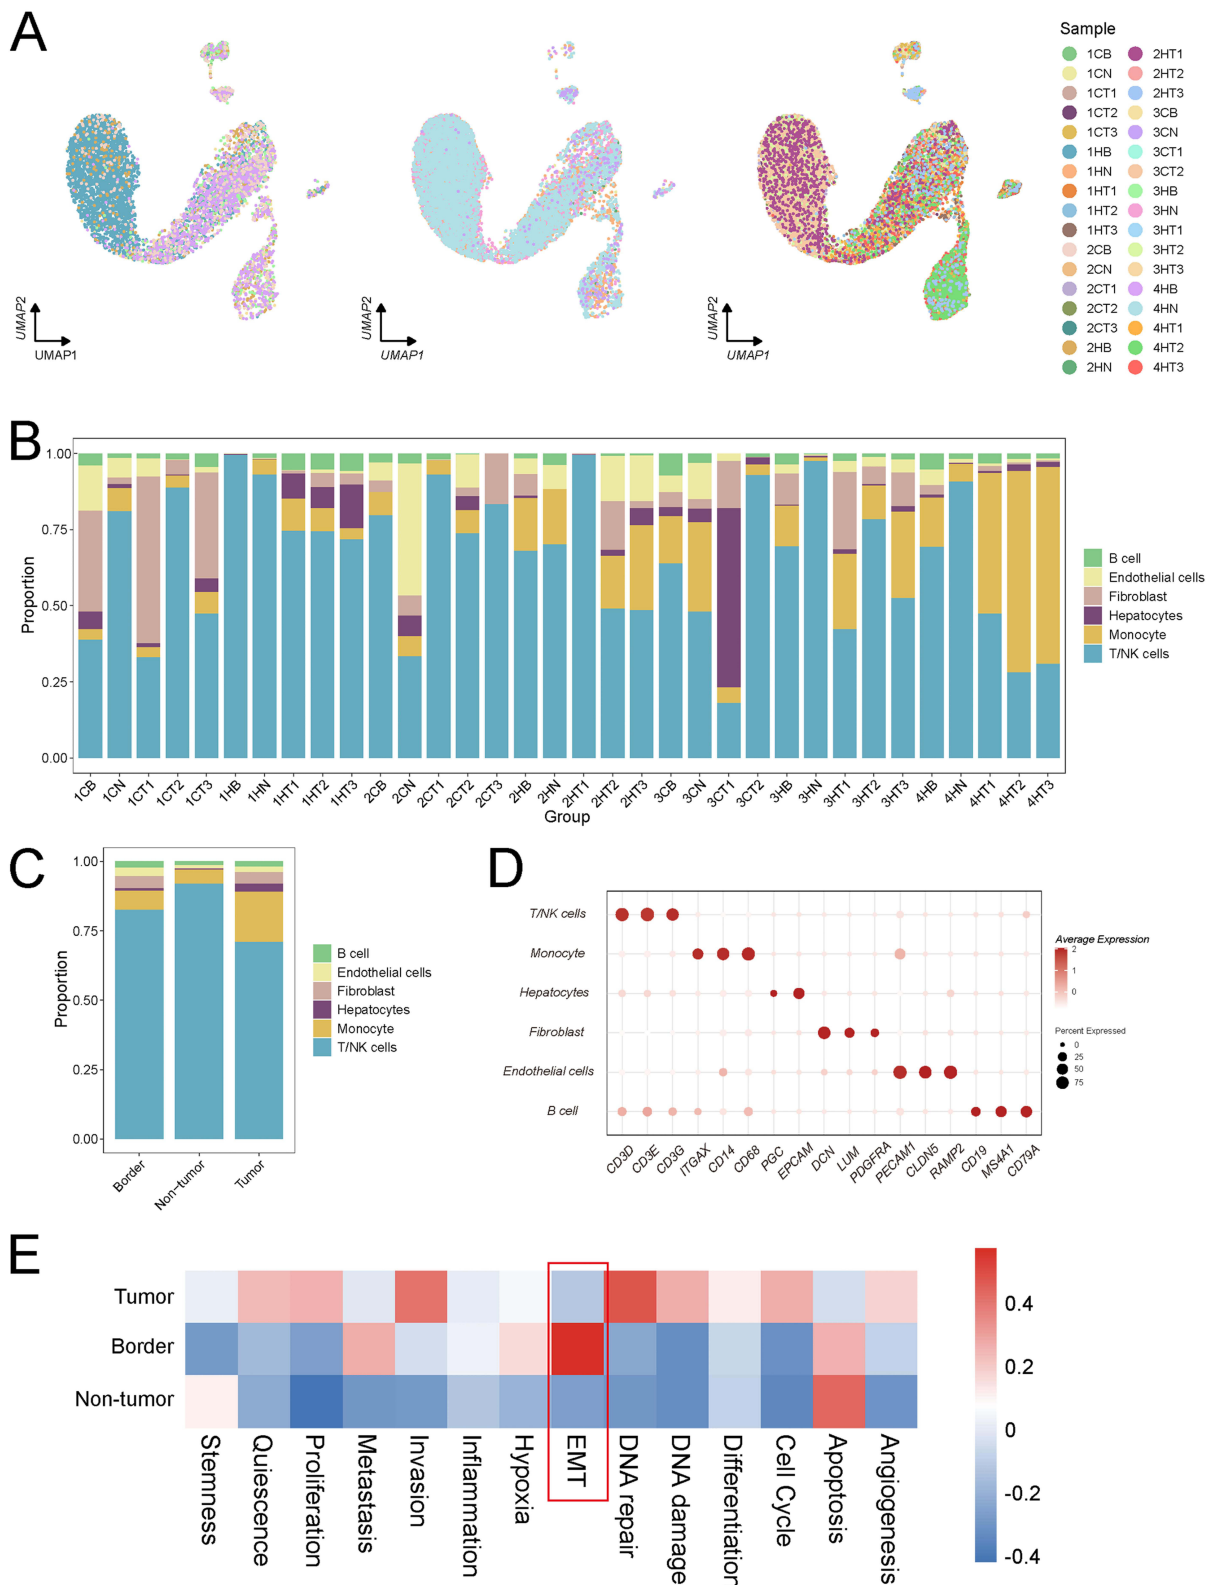 A
UMAP2
UMAP1
UMAP2
UMAP1
UMAP2
UMAP1
Sample
1CB
1CN
1CT1
1CT2
1CT3
1HB
1HN
1HT1
1HT2
1HT3
2CB
2CN
2CT1
2CT2
2CT3
2HB
2HN
2HT1
2HT2
2HT3
3CB
3CN
3CT1
3CT2
3HB
3HN
3HT1
3HT2
3HT3
4HB
4HN
4HT1
4HT2
4HT3
B
Proportion
1.00
0.75
0.50
0.25
0.00
1CB
1CN
1CT1
1CT2
1CT3
1HB
1HN
1HT1
1HT2
1HT3
2CB
2CN
2CT1
2CT2
2CT3
2HB
2HN
2HT1
2HT2
2HT3
3CB
3CN
3CT1
3CT2
3HB
3HN
3HT1
3HT2
3HT3
4HB
4HN
4HT1
4HT2
4HT3
Group
B cell
Endothelial cells
Fibroblast
Hepatocytes
Monocyte
T/NK cells
C
Proportion
1.00
0.75
0.50
0.25
0.00
Border
Non-tumor
Tumor
B cell
Endothelial cells
Fibroblast
Hepatocytes
Monocyte
T/NK cells
D
T/NK cells
Monocyte
Hepatocytes
Fibroblast
Endothelial cells
B cell
CD3D
CD3E
CD3G
ITGAX
CD14
CD68
PGC
EPCAM
DCN
LUM
PDGFRA
PECAM1
CLDN5
RAMP2
CD19
MS4A1
CD79A
Average Expression
2
1
0
Percent Expressed
0
25
50
75
E
Tumor
Border
Non-tumor
Stemness
Quiescence
Proliferation
Metastasis
Invasion
Inflammation
Hypoxia
EMT
DNA repair
DNA damage
Differentiation
Cell Cycle
Apoptosis
Angiogenesis
0.4
0.2
0
-0.2
-0.4